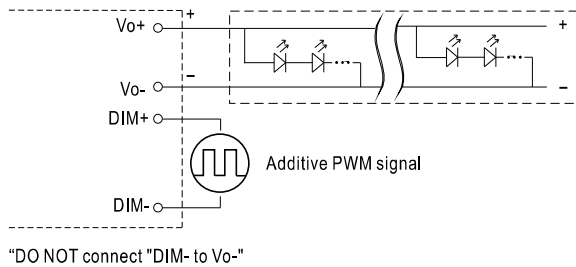 Vo+
+
+
Vo-
−
−
DIM+
Additive PWM signal
DIM-
“DO NOT connect "DIM- to Vo-"